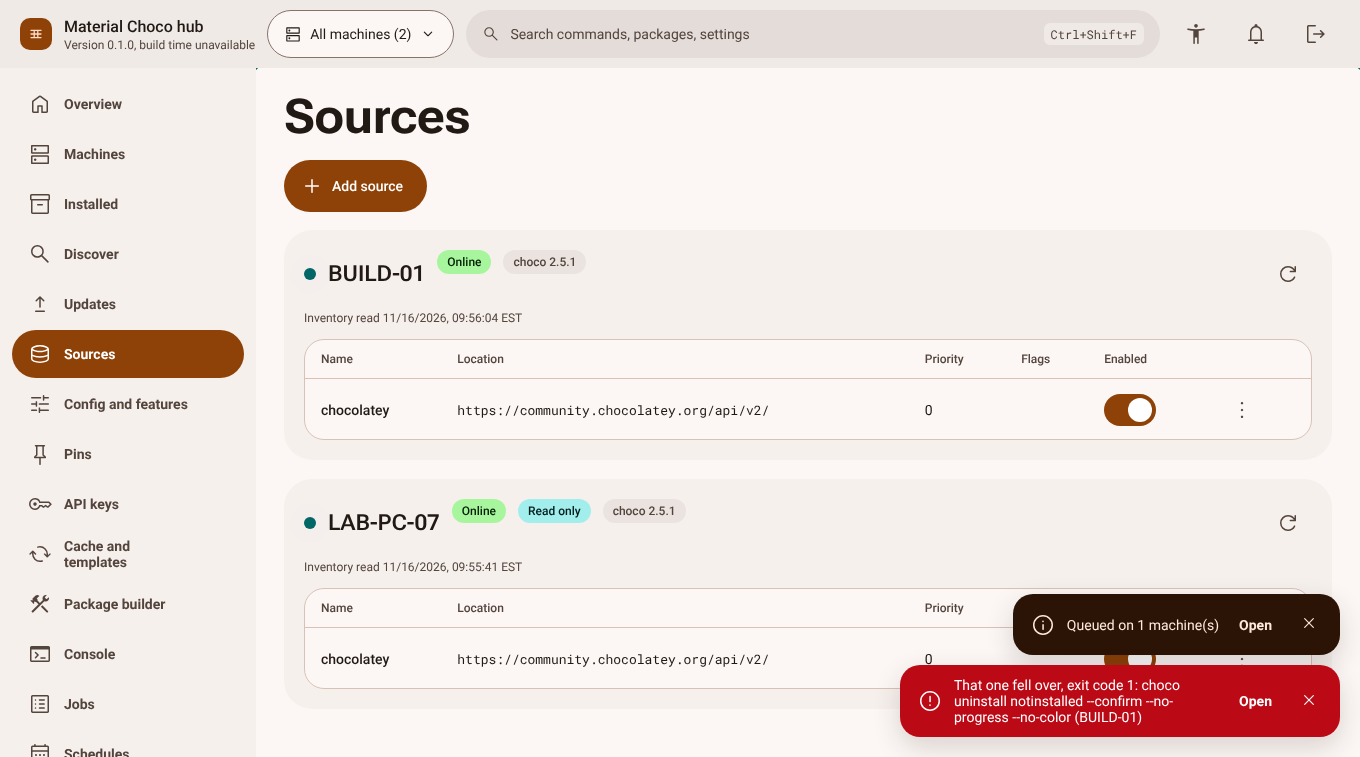 Material Choco hub
Version 0.1.0, build time unavailable
All machines (2)
Search commands, packages, settings
Ctrl+Shift+F
Overview
Machines
Installed
Discover
Updates
Sources
Config and features
Pins
API keys
Cache and
templates
Package builder
Console
Jobs
Schedules
Sources
Add source
BUILD-01
Online
choco 2.5.1
Inventory read 11/16/2026, 09:56:04 EST
Name Location Priority Flags Enabled
chocolatey https://community.chocolatey.org/api/v2/ 0
LAB-PC-07
Online
Read only
choco 2.5.1
Inventory read 11/16/2026, 09:55:41 EST
Name Location Priority
chocolatey https://community.chocolatey.org/api/v2/ 0
Queued on 1 machine(s) Open
That one fell over, exit code 1: choco
uninstall notinstalled --confirm --no-
progress --no-color (BUILD-01)
Open